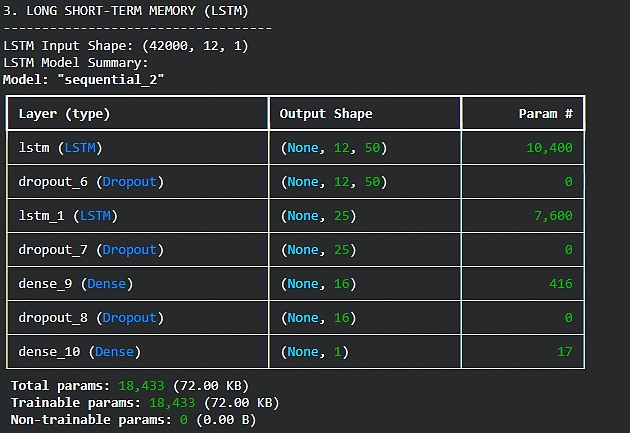 3. LONG SHORT-TERM MEMORY (LSTM)
----------------------------------
LSTM Input Shape: (42000, 12, 1)
LSTM Model Summary:
Model: "sequential_2"
Layer (type) Output Shape Param #
lstm (LSTM) (None, 12, 50) 10,400
dropout_6 (Dropout) (None, 12, 50) 0
lstm_1 (LSTM) (None, 25) 7,600
dropout_7 (Dropout) (None, 25) 0
dense_9 (Dense) (None, 16) 416
dropout_8 (Dropout) (None, 16) 0
dense_10 (Dense) (None, 1) 17
Total params: 18,433 (72.00 KB)
Trainable params: 18,433 (72.00 KB)
Non-trainable params: 0 (0.00 B)